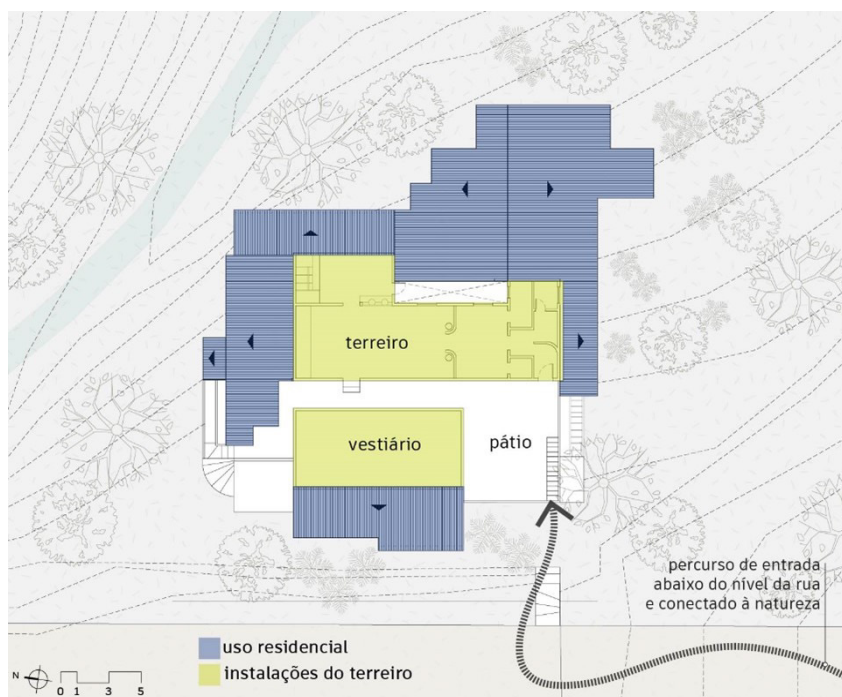 terreiro
vestiário
pátio
percurso de entrada
abaixo do nível da rua
e conectado à natureza
uso residencial
instalações do terreiro
N
0 1 3 5